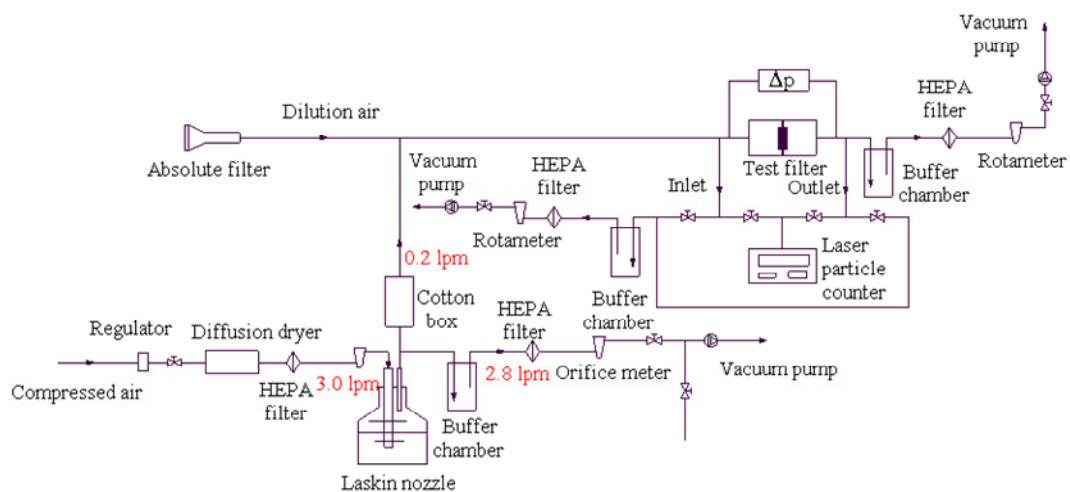 Vacuum
pump
Δp
HEPA
filter
Dilution air
Absolute filter
Test filter
Rotameter
Vacuum
pump
HEPA
filter
Inlet
Outlet
Buffer
chamber
Rotameter
0.2 lpm
Laser
particle
counter
Cotton
box
HEPA
filter
Buffer
chamber
Regulator
Diffusion dryer
Compressed air
HEPA
filter
3.0 lpm
2.8 lpm
Orifice meter
Vacuum pump
Buffer
chamber
Laskin nozzle